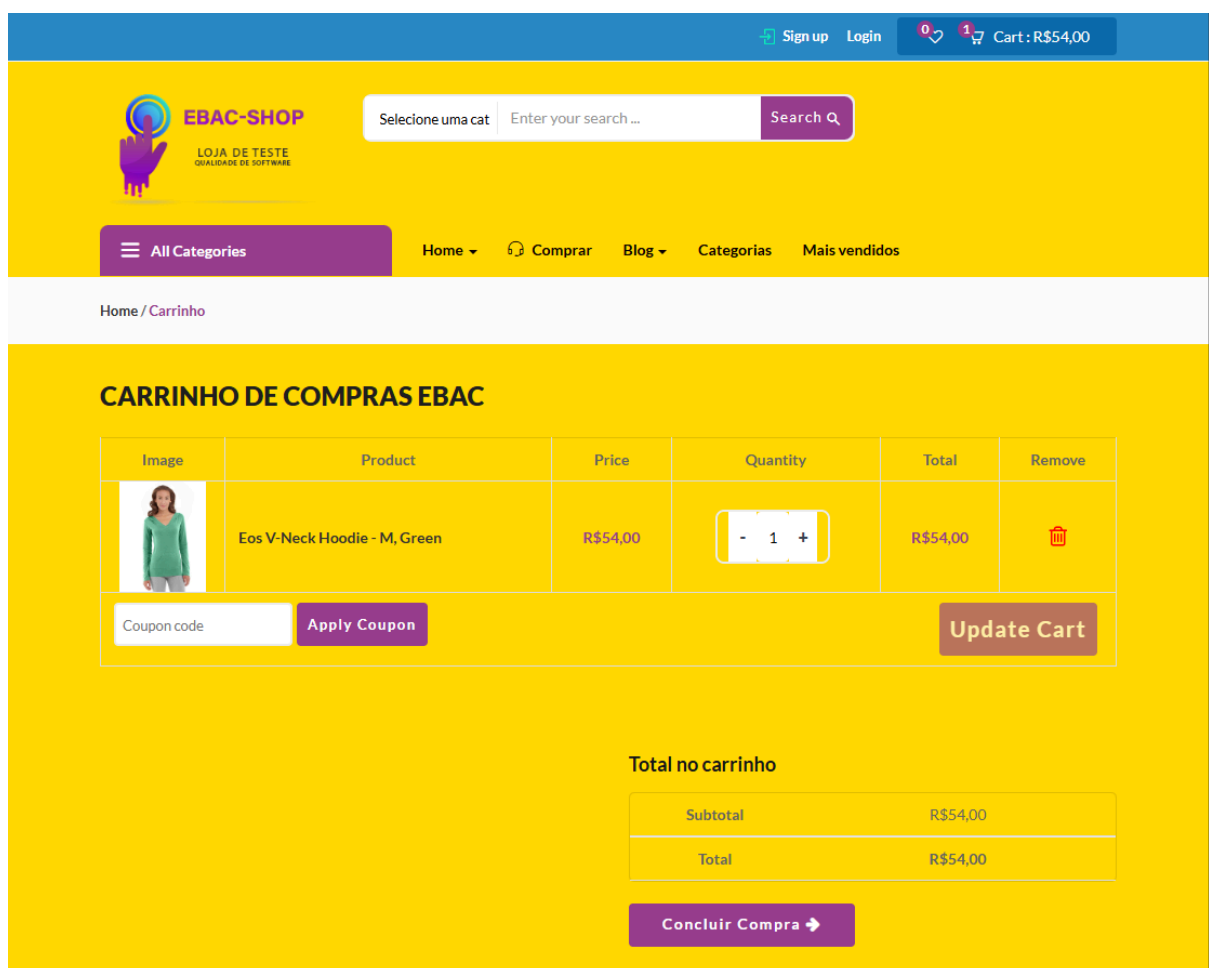 Sign up Login 0 1 Cart : R$54,00
EBAC-SHOP
LOJA DE TESTE
QUALIDADE DE SOFTWARE
Selecione uma cat Enter your search ... Search
All Categories Home Comprar Blog Categorias Mais vendidos
Home / Carrinho
CARRINHO DE COMPRAS EBAC
Image Product Price Quantity Total Remove
Eos V-Neck Hoodie - M, Green R$54,00 - 1 + R$54,00
Coupon code Apply Coupon Update Cart
Total no carrinho
Subtotal R$54,00
Total R$54,00
Concluir Compra